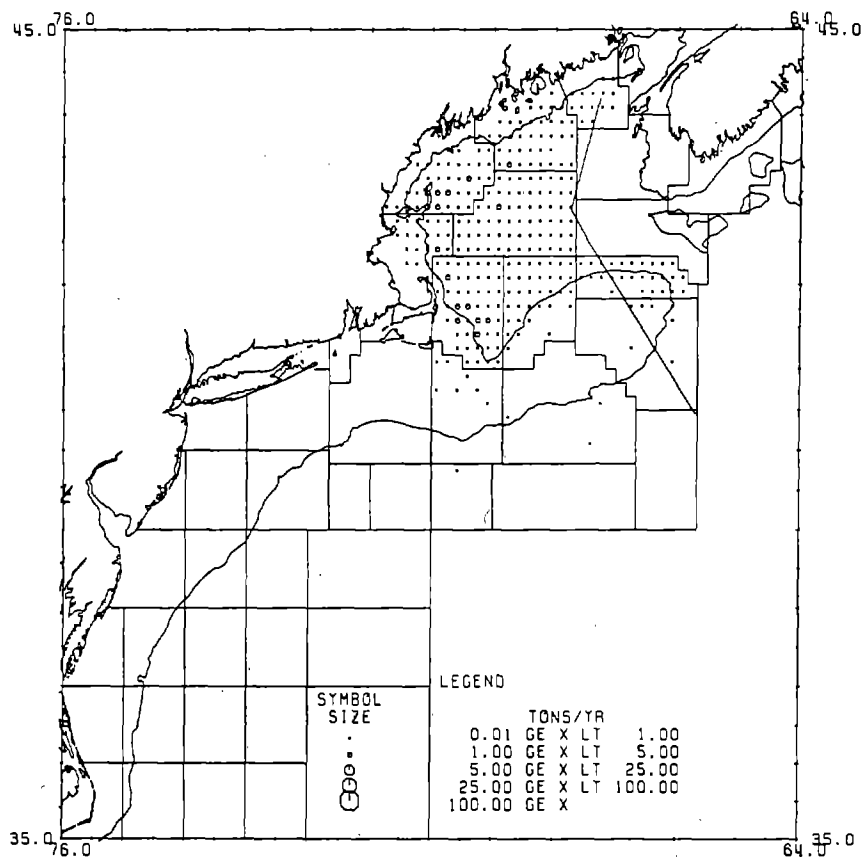 76.0 64.0
45.0 45.0
LEGEND
SYMBOL SIZE
TONS/YR
0.01 GE X LT 1.00
1.00 GE X LT 5.00
5.00 GE X LT 25.00
25.00 GE X LT 100.00
100.00 GE X
35.0 35.0
76.0 64.0